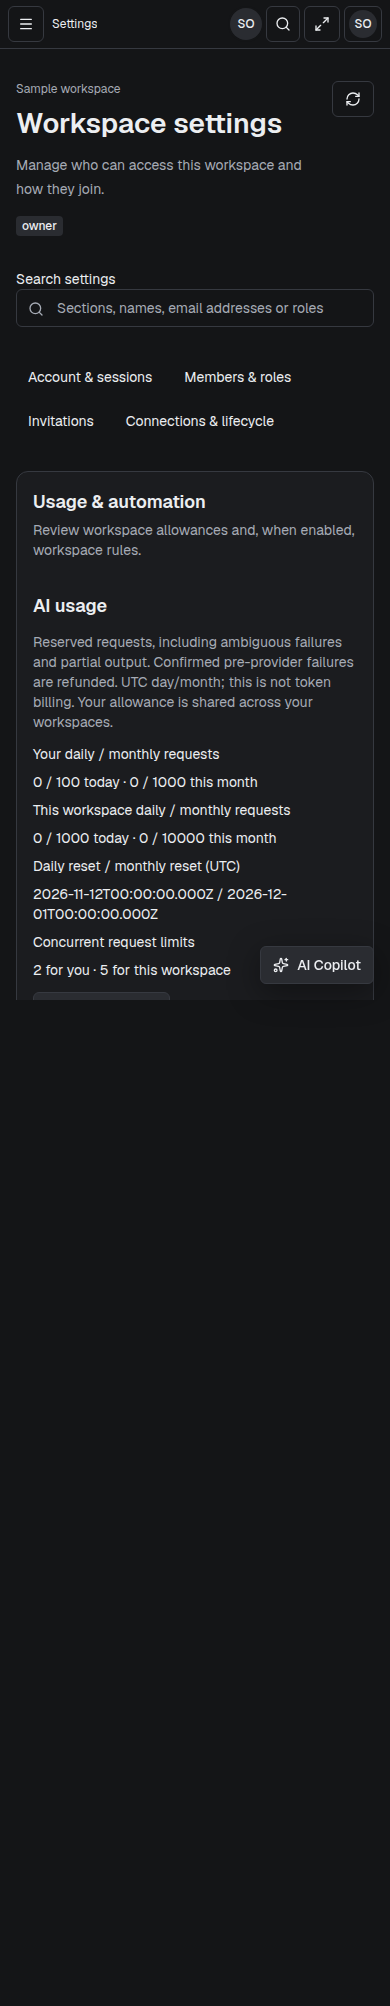 Settings
SO
SO
Sample workspace
Workspace settings
Manage who can access this workspace and
how they join.
owner
Search settings
Sections, names, email addresses or roles
Account & sessions
Members & roles
Invitations
Connections & lifecycle
Usage & automation
Review workspace allowances and, when enabled,
workspace rules.
AI usage
Reserved requests, including ambiguous failures
and partial output. Confirmed pre-provider failures
are refunded. UTC day/month; this is not token
billing. Your allowance is shared across your
workspaces.
Your daily / monthly requests
0 / 100 today · 0 / 1000 this month
This workspace daily / monthly requests
0 / 1000 today · 0 / 10000 this month
Daily reset / monthly reset (UTC)
2026-11-12T00:00:00.000Z / 2026-12-
01T00:00:00.000Z
Concurrent request limits
2 for you · 5 for this workspace
AI Copilot